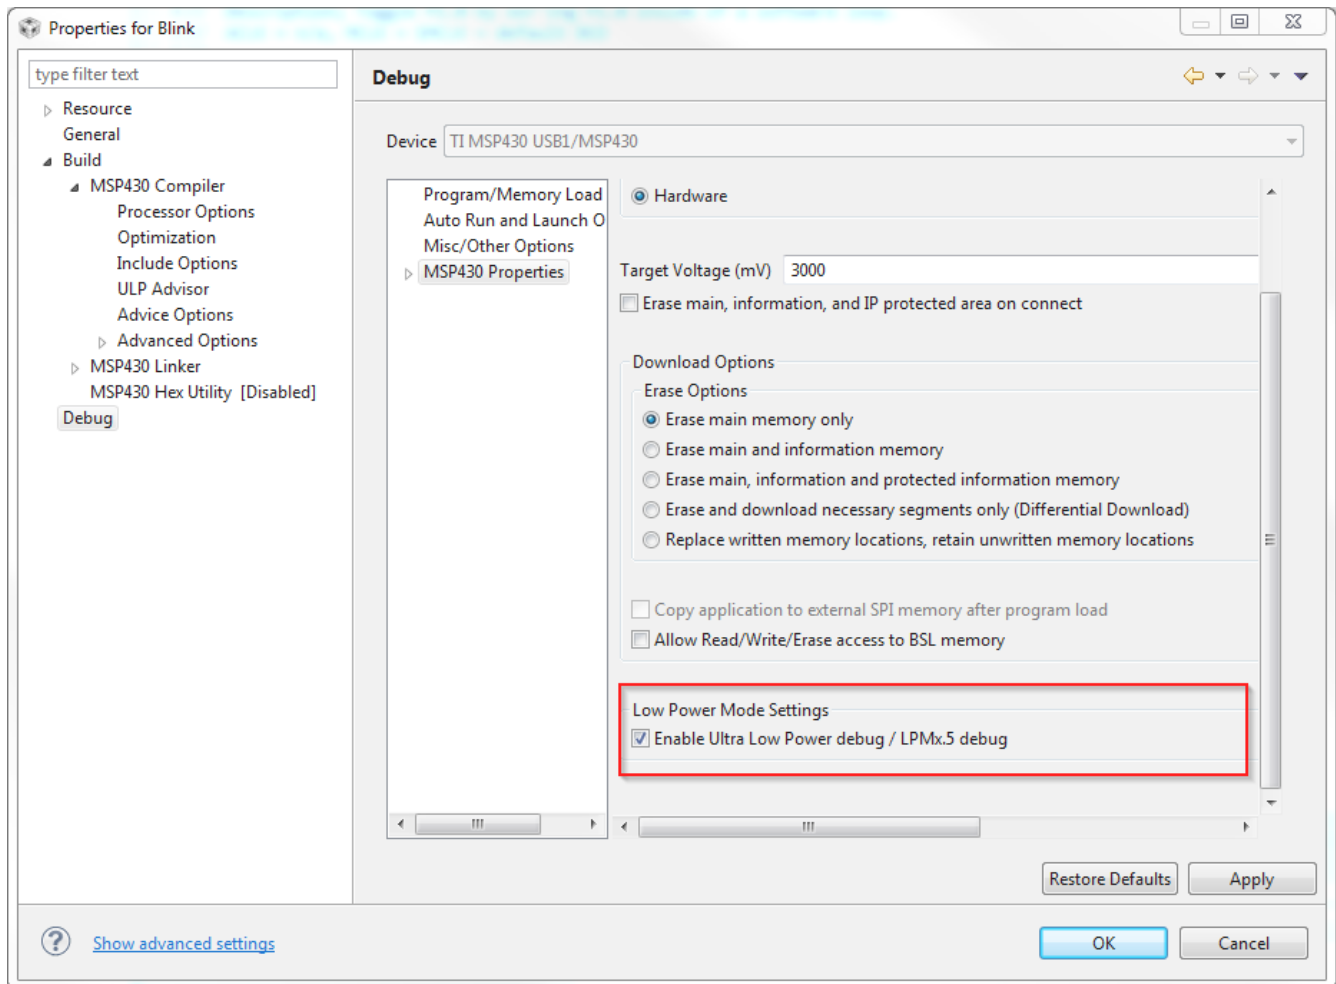 Properties for Blink
type filter text
Resource
General
Build
MSP430 Compiler
Processor Options
Optimization
Include Options
ULP Advisor
Advice Options
Advanced Options
MSP430 Linker
MSP430 Hex Utility [Disabled]
Debug
Debug
Device TI MSP430 USB1/MSP430
Program/Memory Load
Auto Run and Launch O
Misc/Other Options
MSP430 Properties
Hardware
Target Voltage (mV) 3000
Erase main, information, and IP protected area on connect
Download Options
Erase Options
Erase main memory only
Erase main and information memory
Erase main, information and protected information memory
Erase and download necessary segments only (Differential Download)
Replace written memory locations, retain unwritten memory locations
Copy application to external SPI memory after program load
Allow Read/Write/Erase access to BSL memory
Low Power Mode Settings
Enable Ultra Low Power debug / LPMx.5 debug
Restore Defaults Apply
? Show advanced settings
OK Cancel